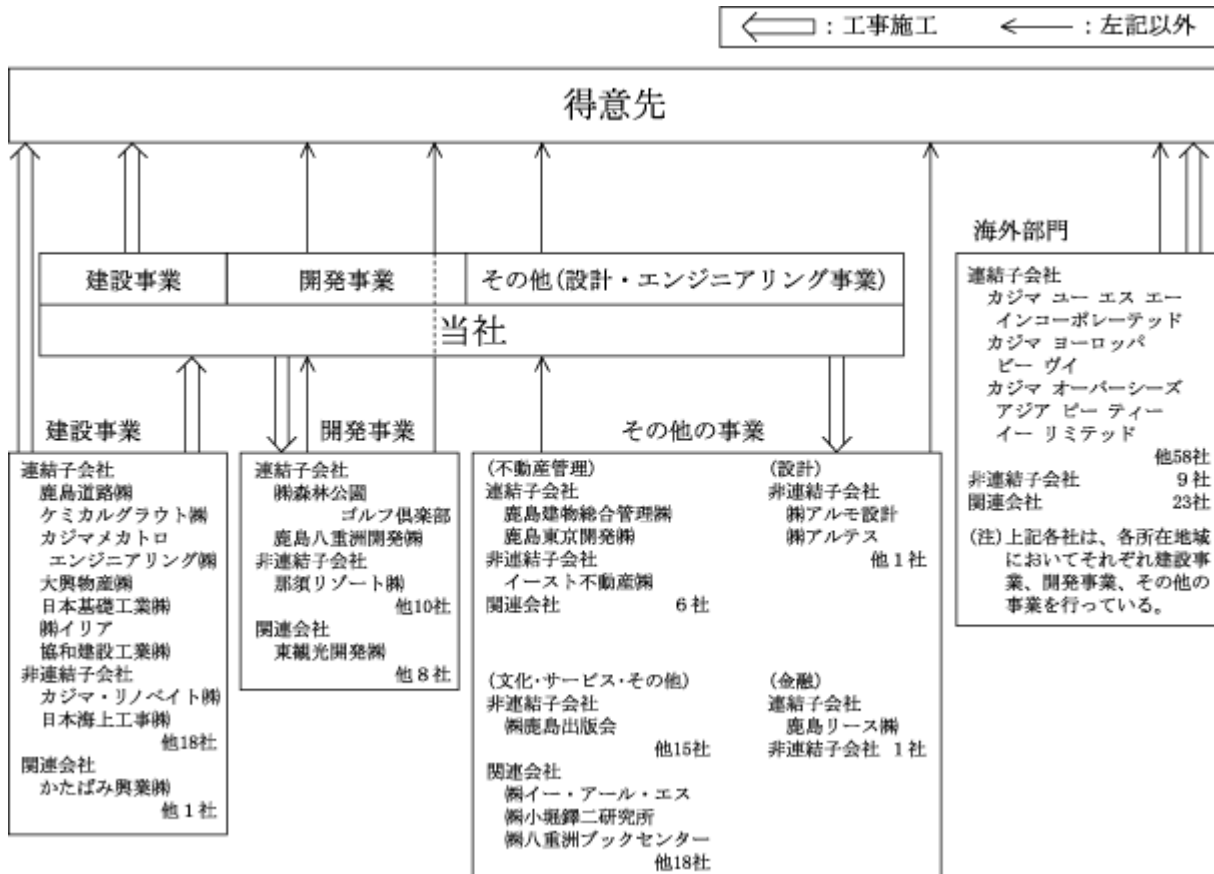 ：工事施工　：左記以外
得意先
海外部門
建設事業　開発事業　その他（設計・エンジニアリング事業）
当社
建設事業
連結子会社
鹿島道路㈱
ケミカルグラウト㈱
カジマメカトロ
エンジニアリング㈱
大興物産㈱
日本基礎工業㈱
㈱イリア
協和建設工業㈱
非連結子会社
カジマ・リノベイト㈱
日本海上工事㈱
他18社
関連会社
かたばみ興業㈱
他１社
開発事業
連結子会社
㈱森林公園
ゴルフ倶楽部
鹿島八重洲開発㈱
非連結子会社
那須リゾート㈱
他10社
関連会社
東観光開発㈱
他８社
その他の事業
(不動産管理)
連結子会社
鹿島建物総合管理㈱
鹿島東京開発㈱
非連結子会社
イースト不動産㈱
関連会社　６社
(設計)
非連結子会社
㈱アルモ設計
㈱アルテス
他１社
(文化･サービス･その他)
非連結子会社
㈱鹿島出版会
他15社
関連会社
㈱イー・アール・エス
㈱小堀鐸二研究所
㈱八重洲ブックセンター
他18社
(金融)
連結子会社
鹿島リース㈱
非連結子会社 １社
連結子会社
カジマ ユー エス エー
インコーポレーテッド
カジマ ヨーロッパ
ビー ヴイ
カジマ オーバーシーズ
アジア ピー ティー
イー リミテッド
他58社
非連結子会社　９社
関連会社　23社
(注) 上記各社は、各所在地域
においてそれぞれ建設事
業、開発事業、その他の
事業を行っている。